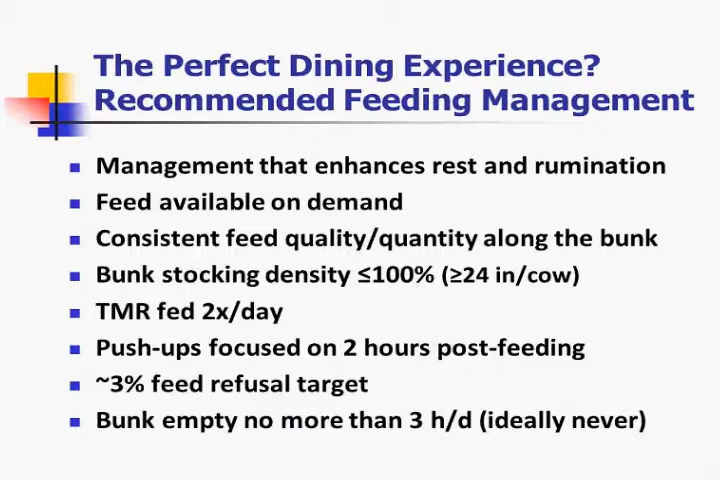 The Perfect Dining Experience?
Recommended Feeding Management
Management that enhances rest and rumination
Feed available on demand
Consistent feed quality/quantity along the bunk
Bunk stocking density ≤100% (≥24 in/cow)
TMR fed 2x/day
Push-ups focused on 2 hours post-feeding
~3% feed refusal target
Bunk empty no more than 3 h/d (ideally never)